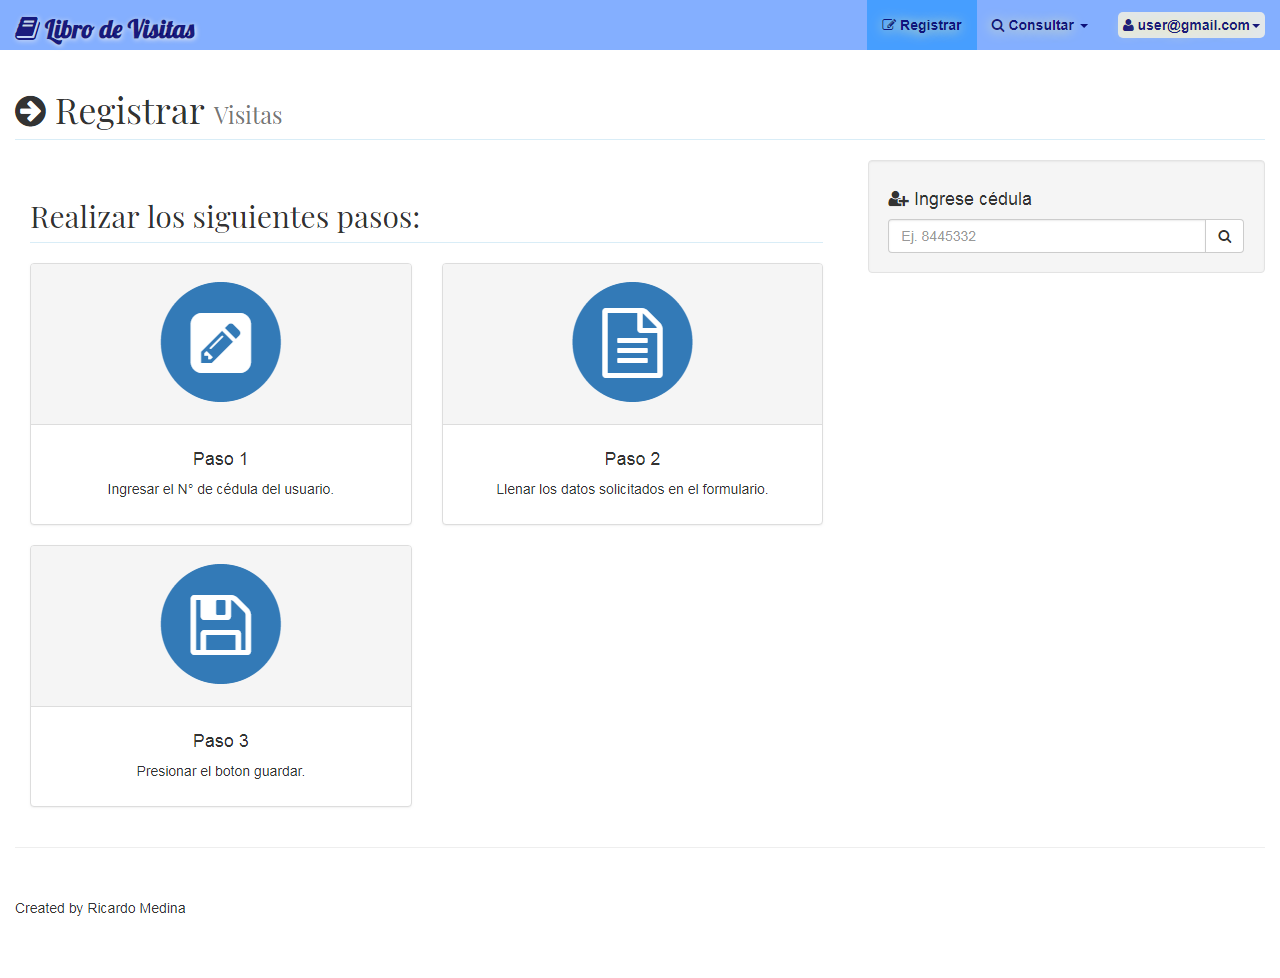 Libro de Visitas
Registrar
Consultar
user@gmail.com
Registrar Visitas
Realizar los siguientes pasos:
Ingrese cédula
Ej. 8445332
Paso 1
Ingresar el N° de cédula del usuario.
Paso 2
Llenar los datos solicitados en el formulario.
Paso 3
Presionar el boton guardar.
Created by Ricardo Medina